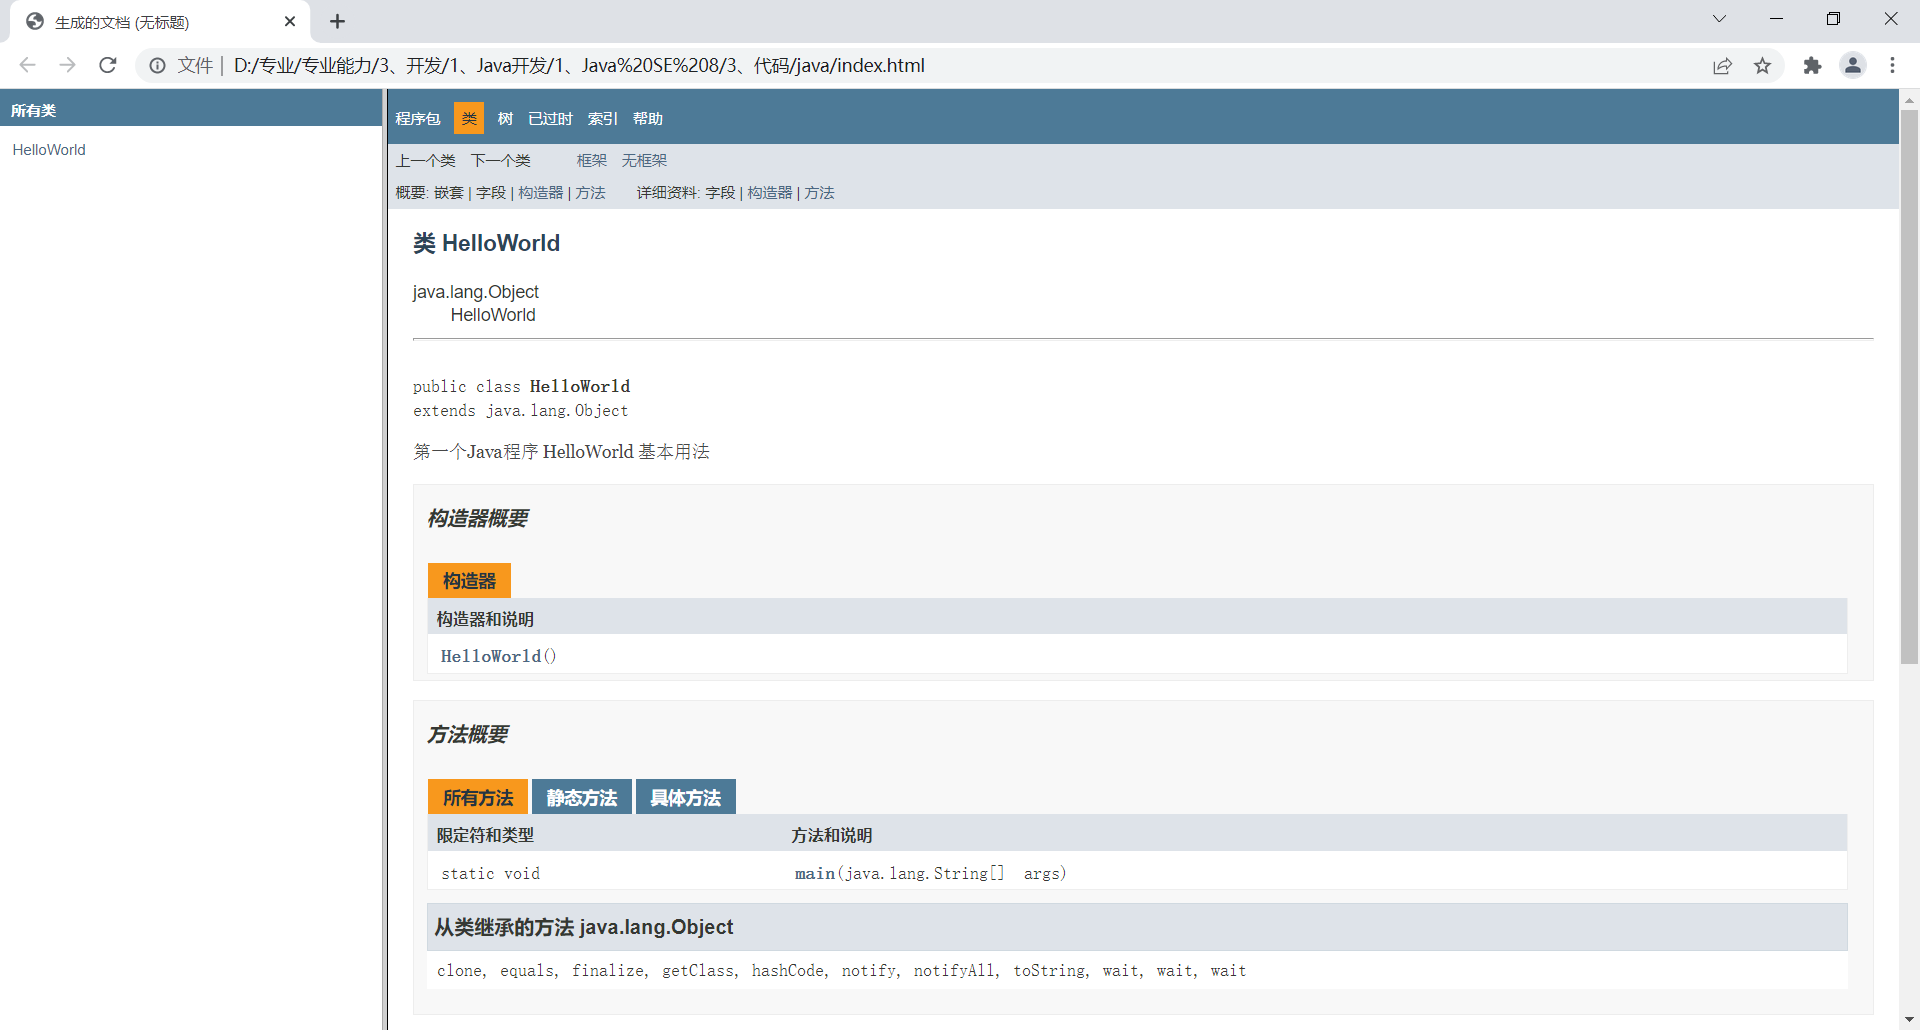 生成的文档 (无标题)
文件 | D:/专业/专业能力/3、开发/1、Java开发/1、Java%20SE%208/3、代码/java/index.html
所有类
HelloWorld
程序包 类 树 已过时 索引 帮助
上一个类 下一个类 框架 无框架
概要: 嵌套 | 字段 | 构造器 | 方法 详细资料: 字段 | 构造器 | 方法
类 HelloWorld
java.lang.Object
HelloWorld
public class HelloWorld
extends java.lang.Object
第一个Java程序 HelloWorld 基本用法
构造器概要
构造器
构造器和说明
HelloWorld()
方法概要
所有方法 静态方法 具体方法
限定符和类型 方法和说明
static void main(java.lang.String[] args)
从类继承的方法 java.lang.Object
clone, equals, finalize, getClass, hashCode, notify, notifyAll, toString, wait, wait, wait